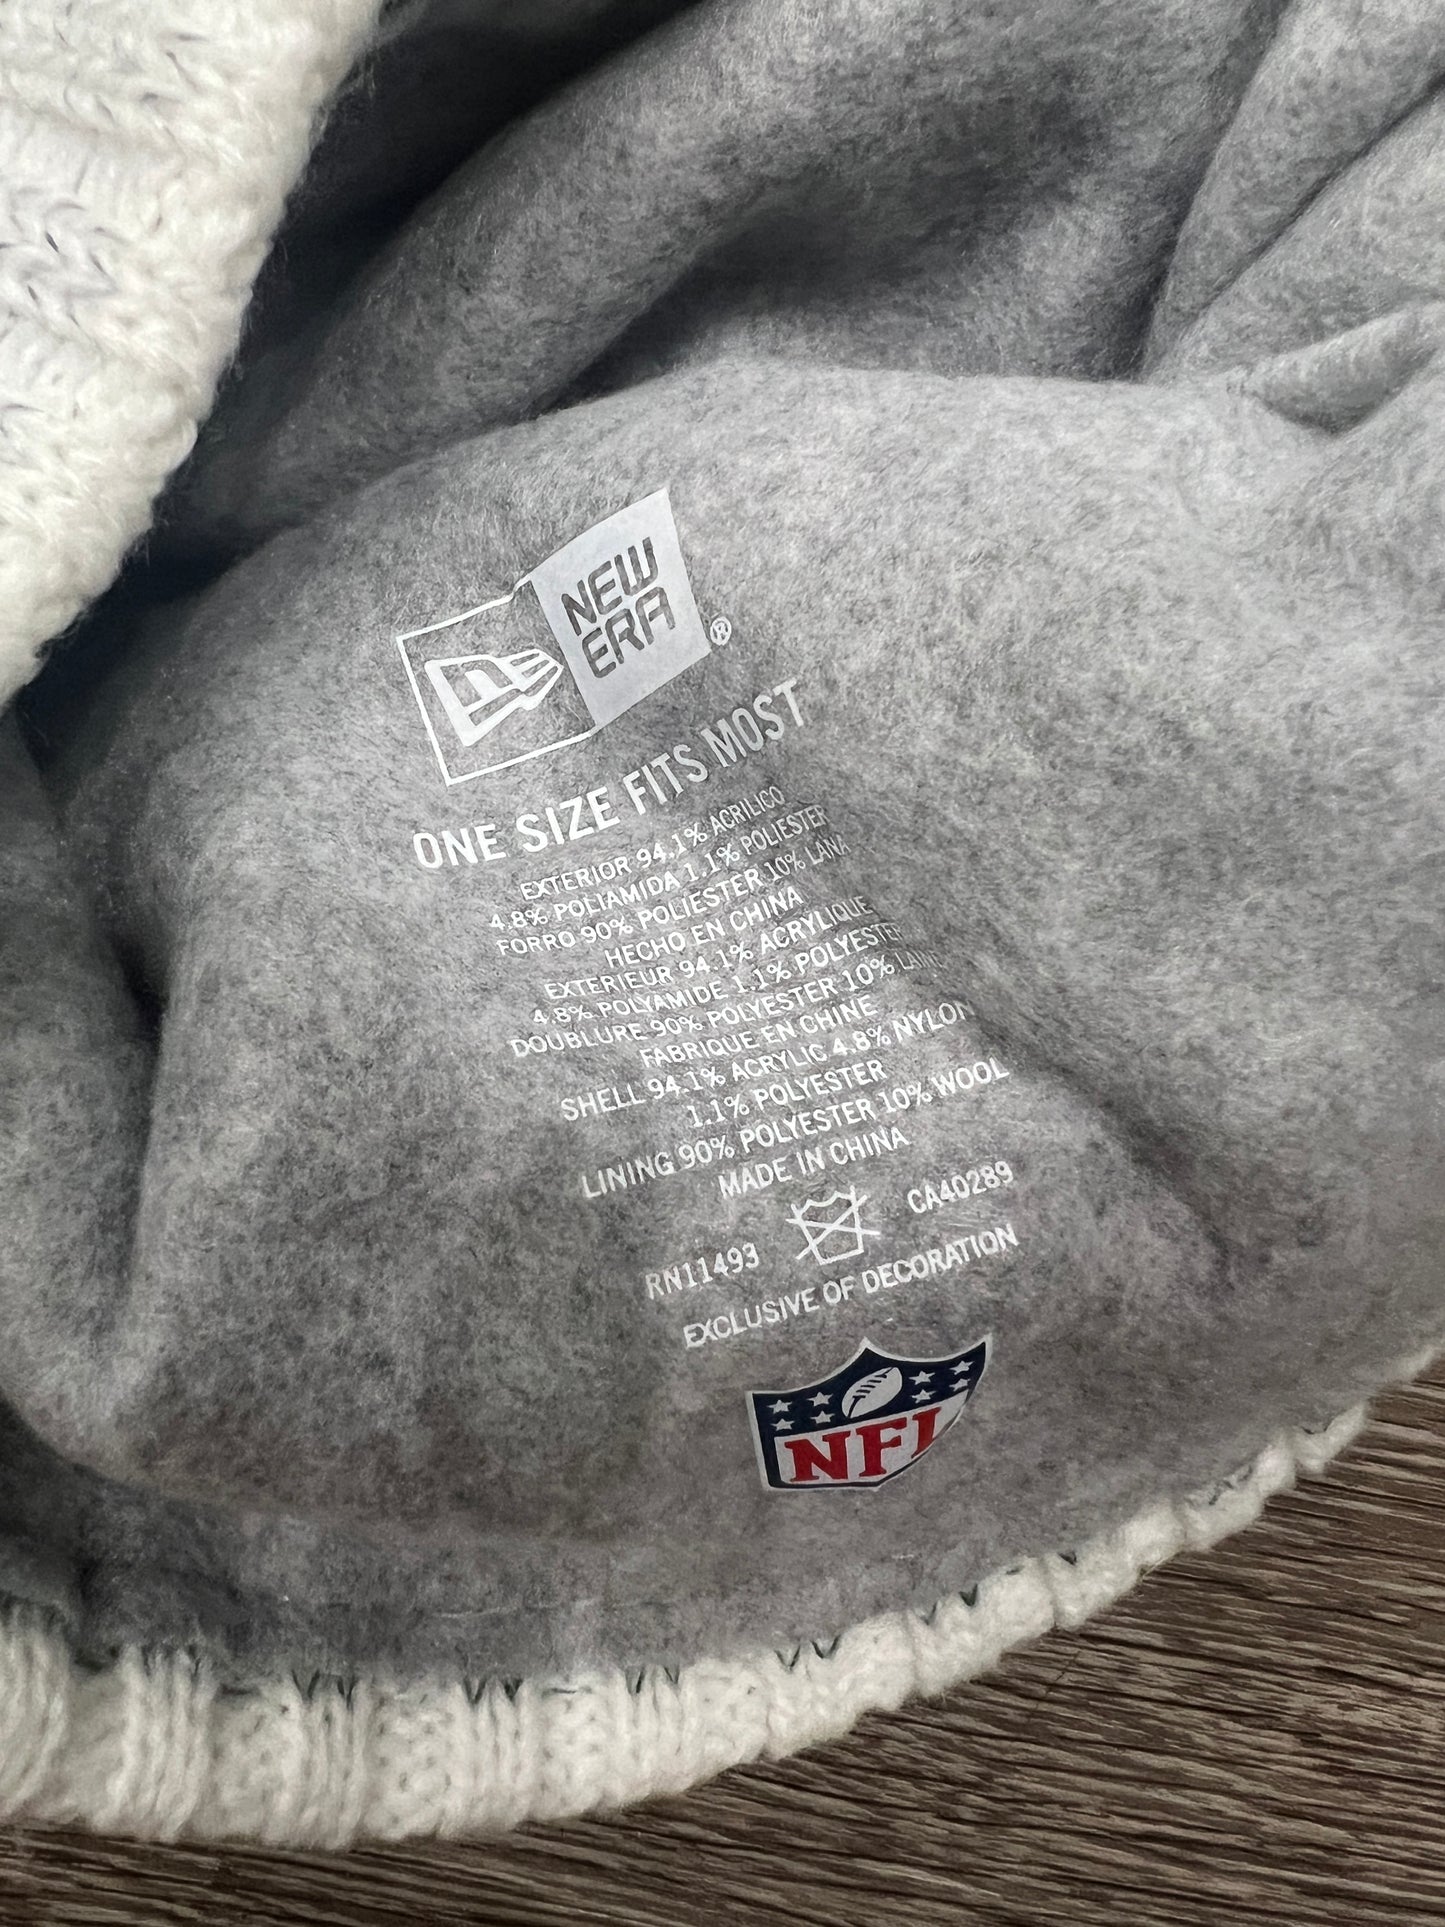 NEW
ERA
®
ONE SIZE FITS MOST
EXTERIOR 94.1% ACRILICO
4.8% POLIAMIDA 1.1% POLIESTER
FORRO 90% POLIESTER 10% LANA
HECHO EN CHINA
EXTERIEUR 94.1% ACRYLIQUE
4.8% POLYAMIDE 1.1% POLYESTER
DOUBLURE 90% POLYESTER 10%
FABRIQUE EN CHINE
SHELL 94.1% ACRYLIC 4.8% NYLON
1.1% POLYESTER
LINING 90% POLYESTER 10% WOOL
MADE IN CHINA
RN11493 CA40289
EXCLUSIVE OF DECORATION
NFL